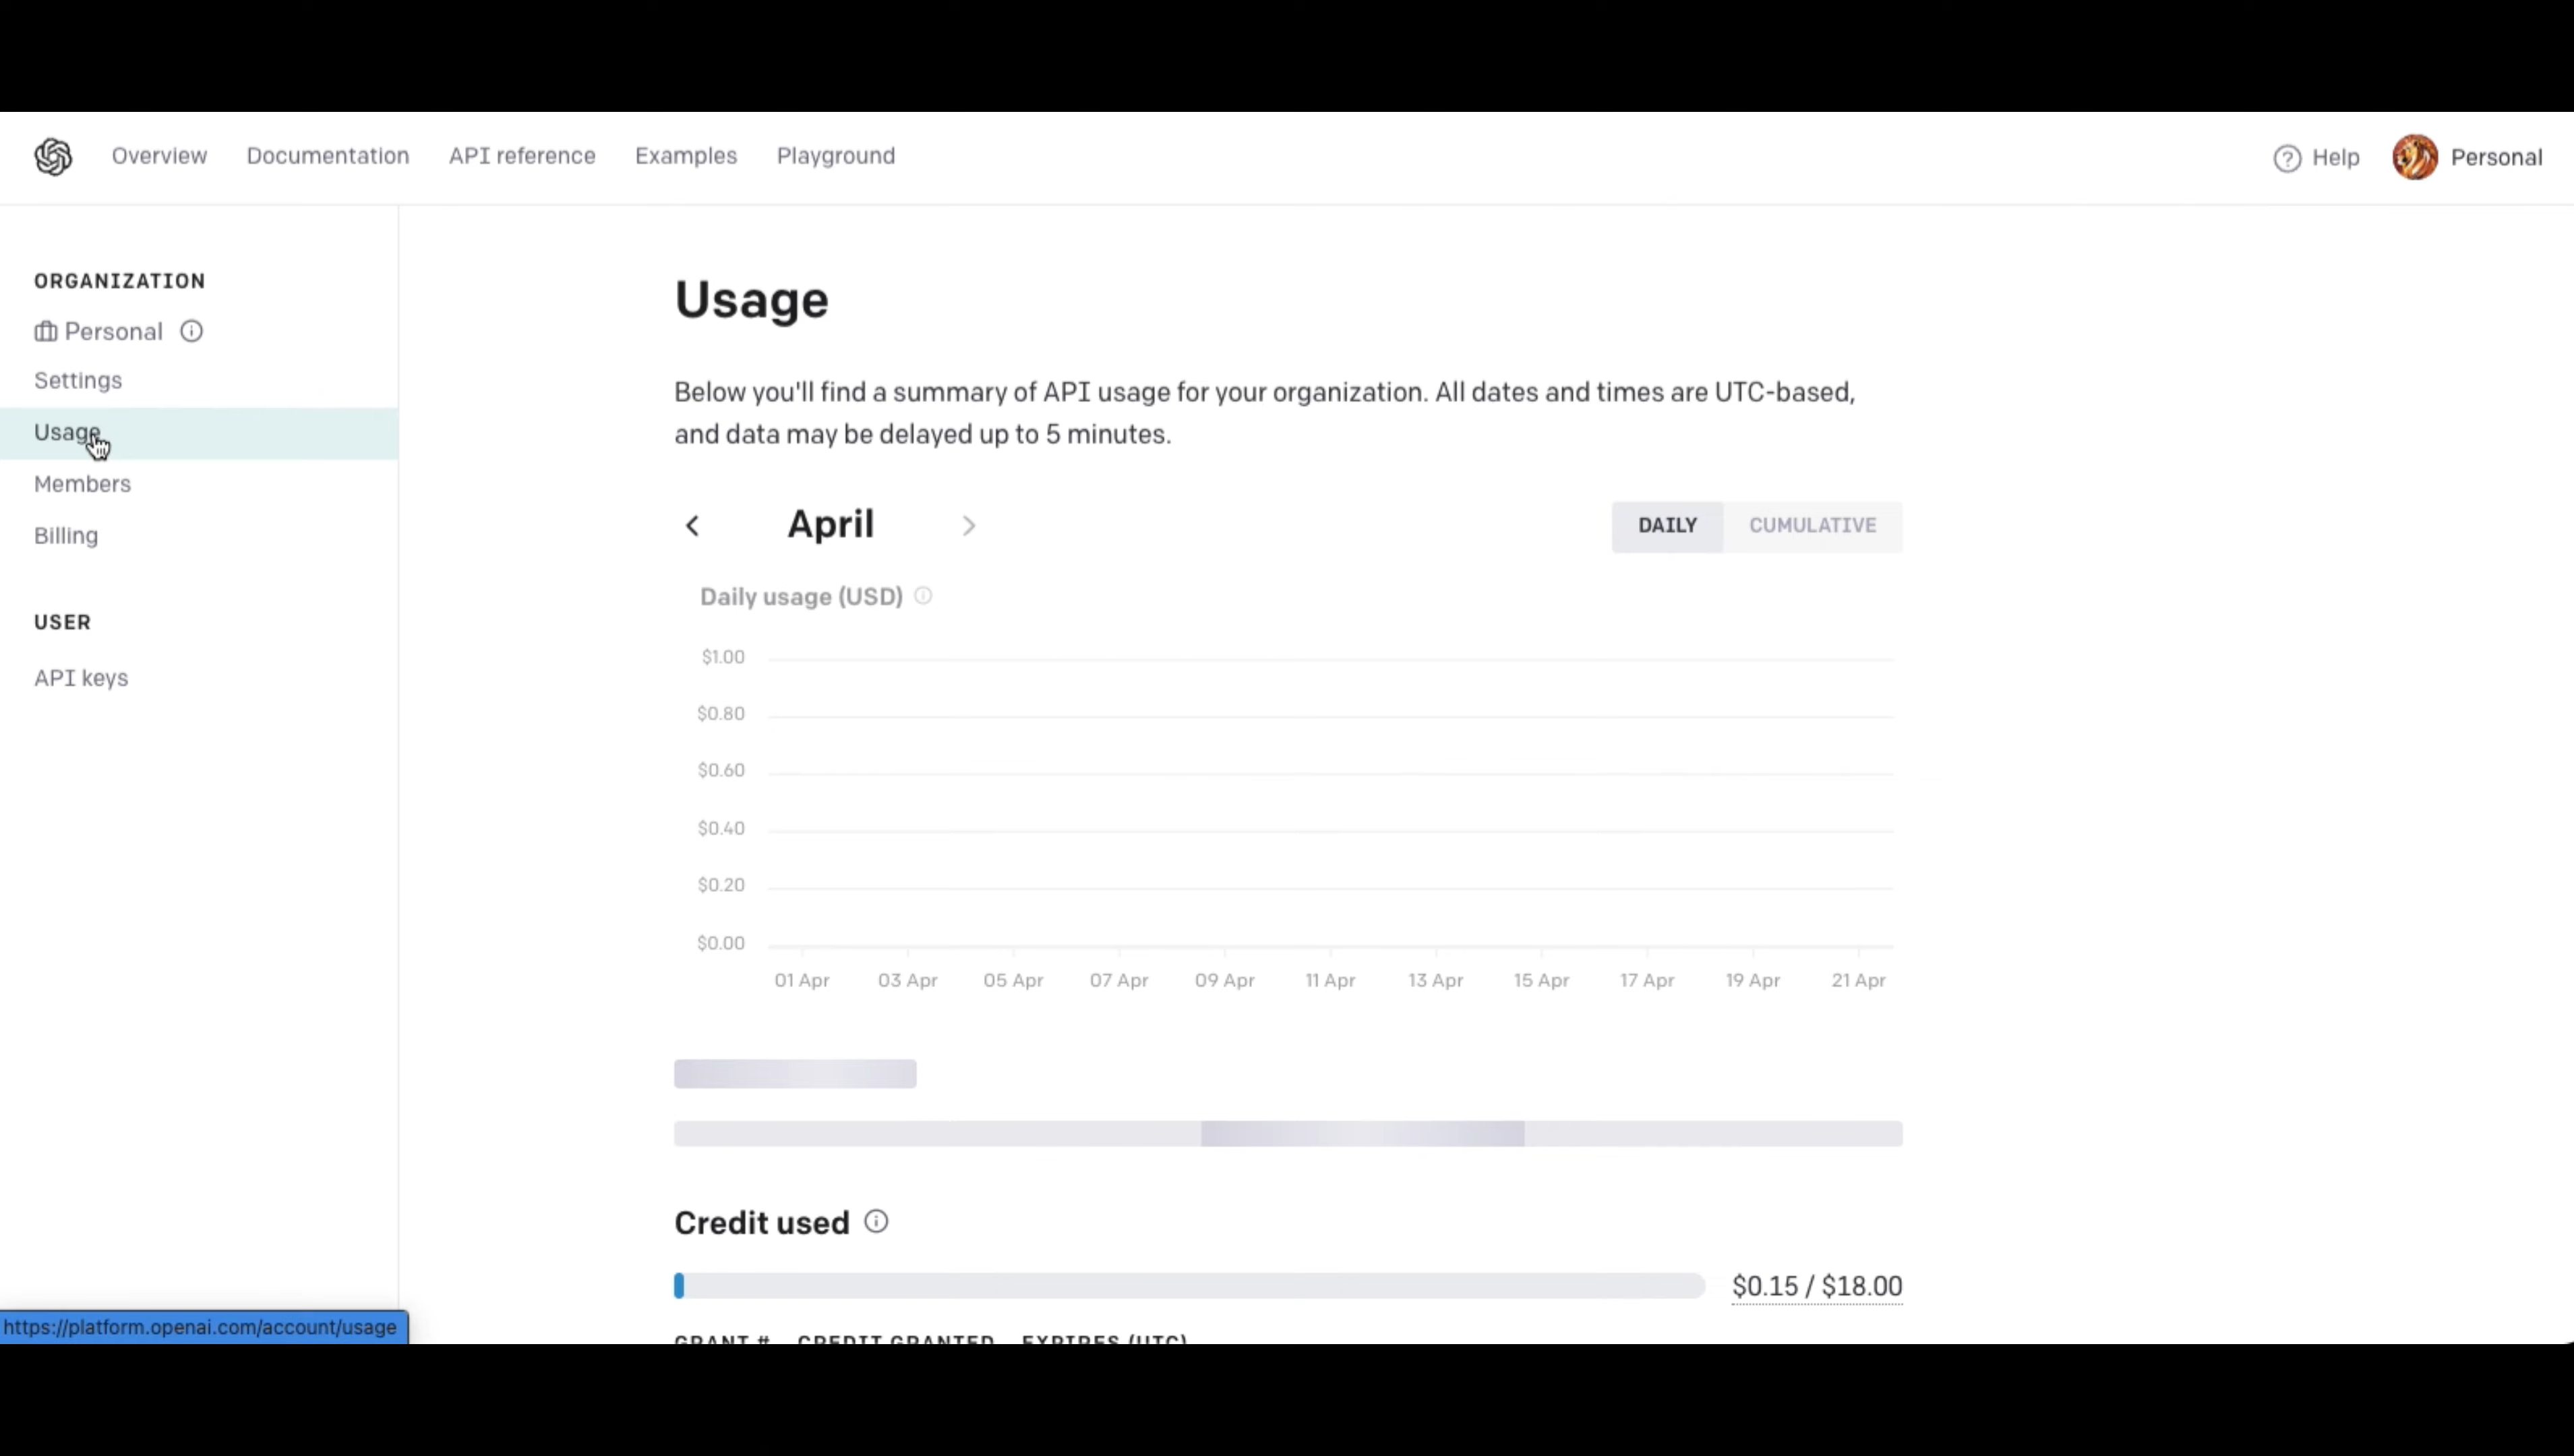 Overview Documentation API reference Examples Playground Help Personal
ORGANIZATION
Personal
Settings
Usage
Members
Billing
USER
API keys
Usage
Below you'll find a summary of API usage for your organization. All dates and times are UTC-based,
and data may be delayed up to 5 minutes.
April
DAILY CUMULATIVE
Daily usage (USD)
$1.00
$0.80
$0.60
$0.40
$0.20
$0.00
01 Apr 03 Apr 05 Apr 07 Apr 09 Apr 11 Apr 13 Apr 15 Apr 17 Apr 19 Apr 21 Apr
Credit used
$0.15 / $18.00
GRANT # CREDIT GRANTED EXPIRES (UTC)
https://platform.openai.com/account/usage